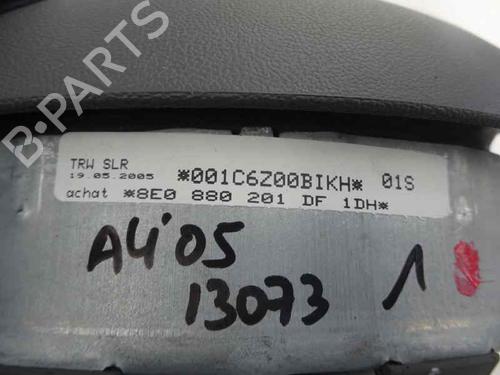 B-PARTS
TRW SLR
19.05.2005 *001C6Z00BIKH* 01S
achat *8E0 880 201 DF 1DH*
A4'05
13073 1